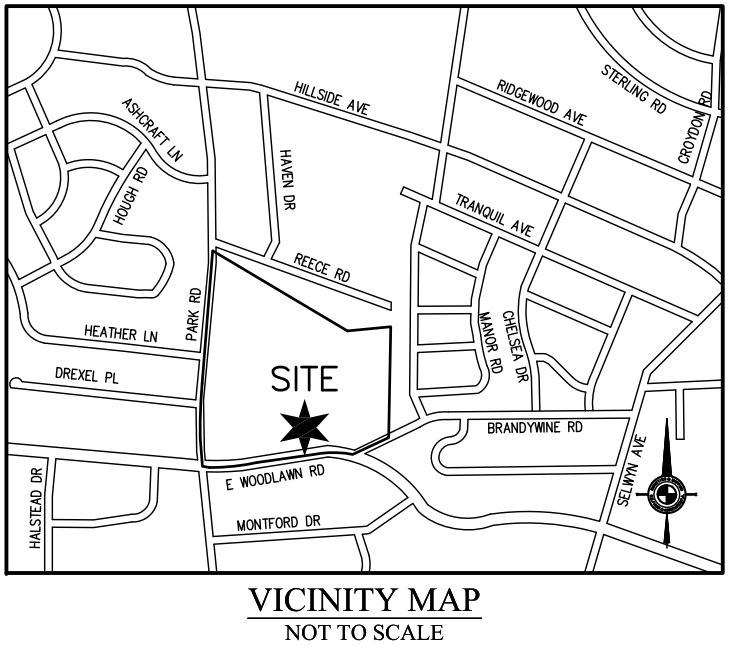 HILLSIDE AVE
STERLING RD
RIDGEWOOD AVE
CROYDON RD
ASHCRAFT LN
HAVEN DR
HOUGH RD
TRANQUIL AVE
REECE RD
PARK RD
MANOR RD
CHELSEA DR
HEATHER LN
DREXEL PL
SITE
BRANDYWINE RD
SELWYN AVE
E WOODLAWN RD
HALSTEAD DR
MONTFORD DR
VICINITY MAP
NOT TO SCALE